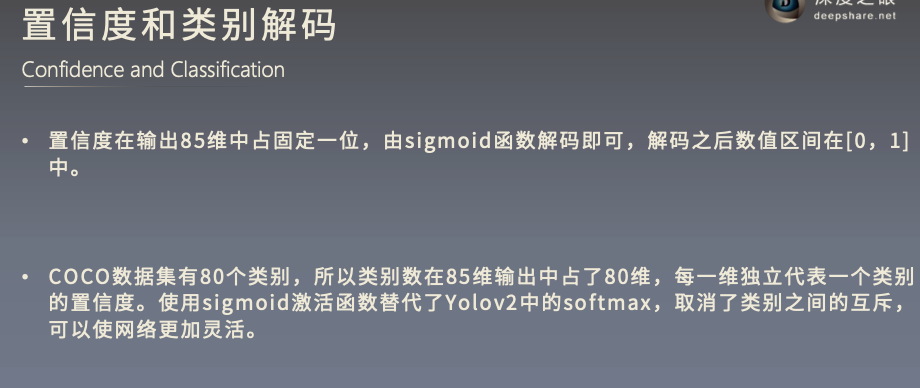 深度之眼
deepshare.net
置信度和类别解码
Confidence and Classification
• 置信度在输出85维中占固定一位，由sigmoid函数解码即可，解码之后数值区间在[0，1]
中。
• COCO数据集有80个类别，所以类别数在85维输出中占了80维，每一维独立代表一个类别
的置信度。使用sigmoid激活函数替代了Yolov2中的softmax，取消了类别之间的互斥，
可以使网络更加灵活。